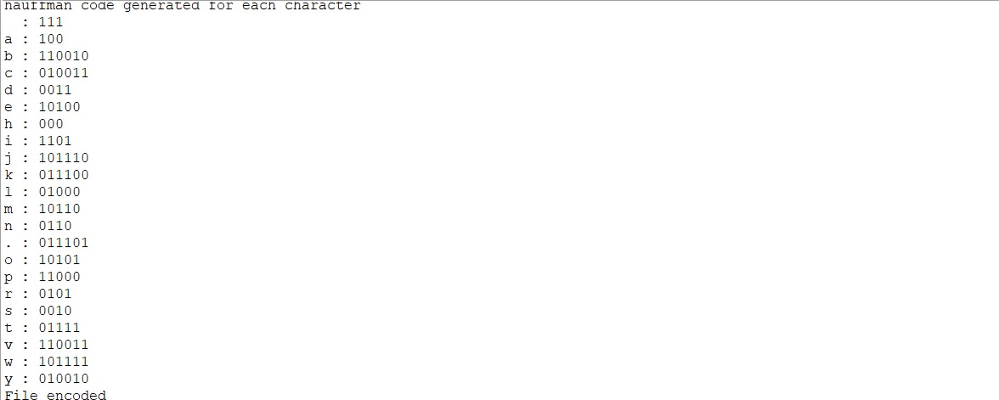 hauffman code generated for each character
  : 111
a : 100
b : 110010
c : 010011
d : 0011
e : 10100
h : 000
i : 1101
j : 101110
k : 011100
l : 01000
m : 10110
n : 0110
. : 011101
o : 10101
p : 11000
r : 0101
s : 0010
t : 01111
v : 110011
w : 101111
y : 010010
File encoded